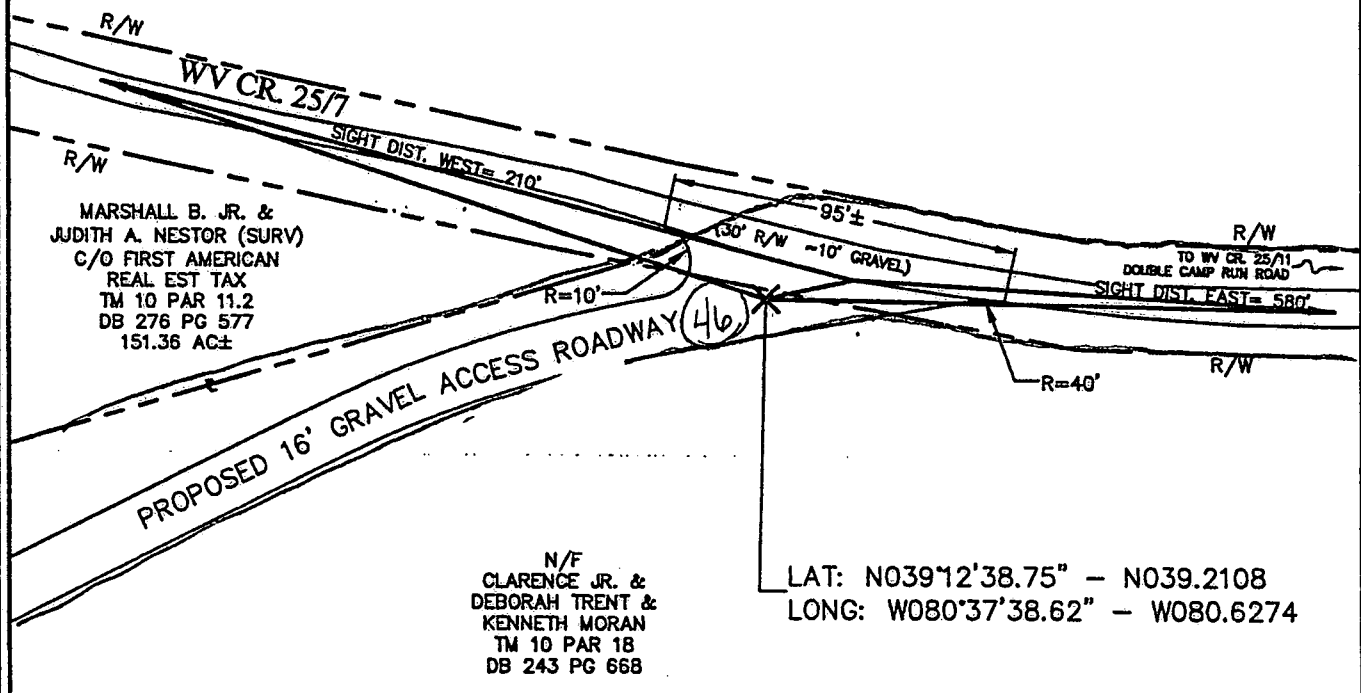 R/W
WV CR. 25/7
SIGHT DIST. WEST= 210'
R/W
MARSHALL B. JR. &
JUDITH A. NESTOR (SURV)
C/O FIRST AMERICAN
REAL EST TAX
TM 10 PAR 11.2
DB 276 PG 577
151.36 AC±
95'±
(30' R/W ~10' GRAVEL)
R/W
TO WV CR. 25/11
DOUBLE CAMP RUN ROAD
SIGHT DIST. EAST= 580'
R/W
R=10'
46
R=40'
PROPOSED 16' GRAVEL ACCESS ROADWAY
N/F
CLARENCE JR. &
DEBORAH TRENT &
KENNETH MORAN
TM 10 PAR 18
DB 243 PG 668
LAT: N039°12'38.75" - N039.2108
LONG: W080°37'38.62" - W080.6274